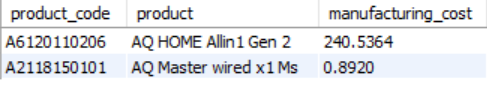 product_code product manufacturing_cost
A6120110206 AQ HOME Allin1 Gen 2 240.5364
A2118150101 AQ Master wired x1 Ms 0.8920